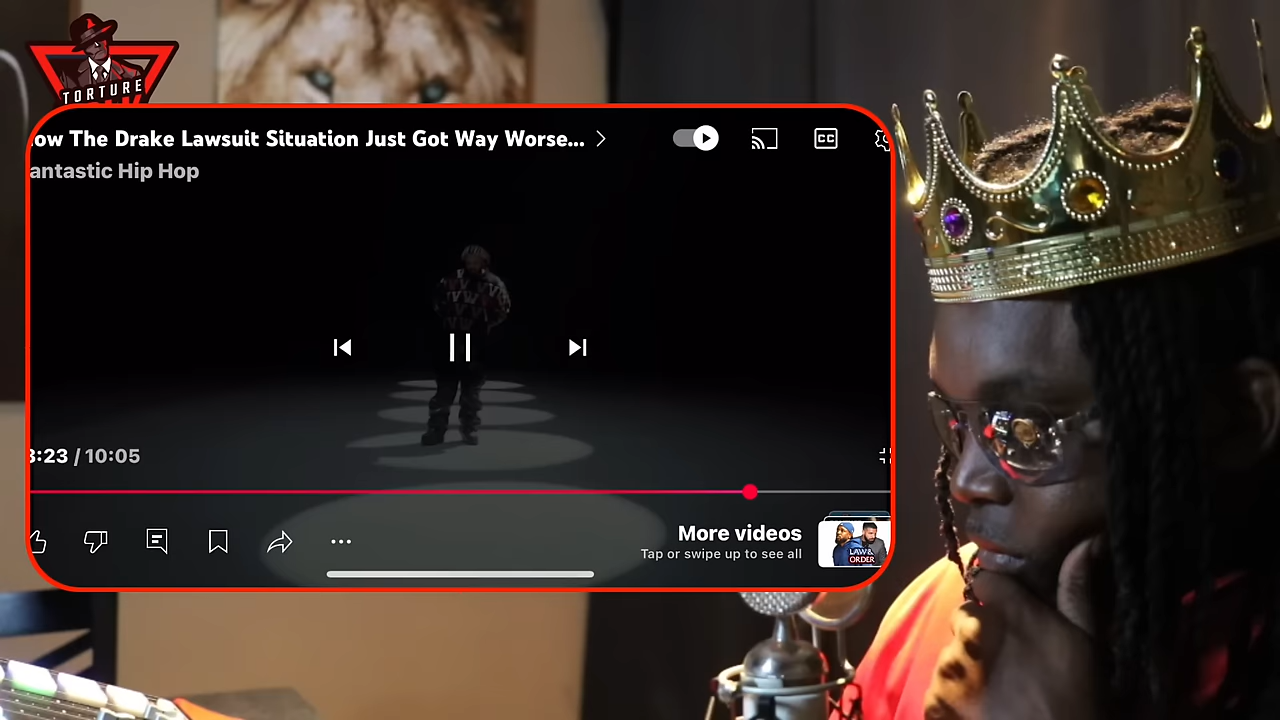 TORTURE
ow The Drake Lawsuit Situation Just Got Way Worse...
antastic Hip Hop
CC
3:23 / 10:05
More videos
Tap or swipe up to see all
LAW&
ORDER